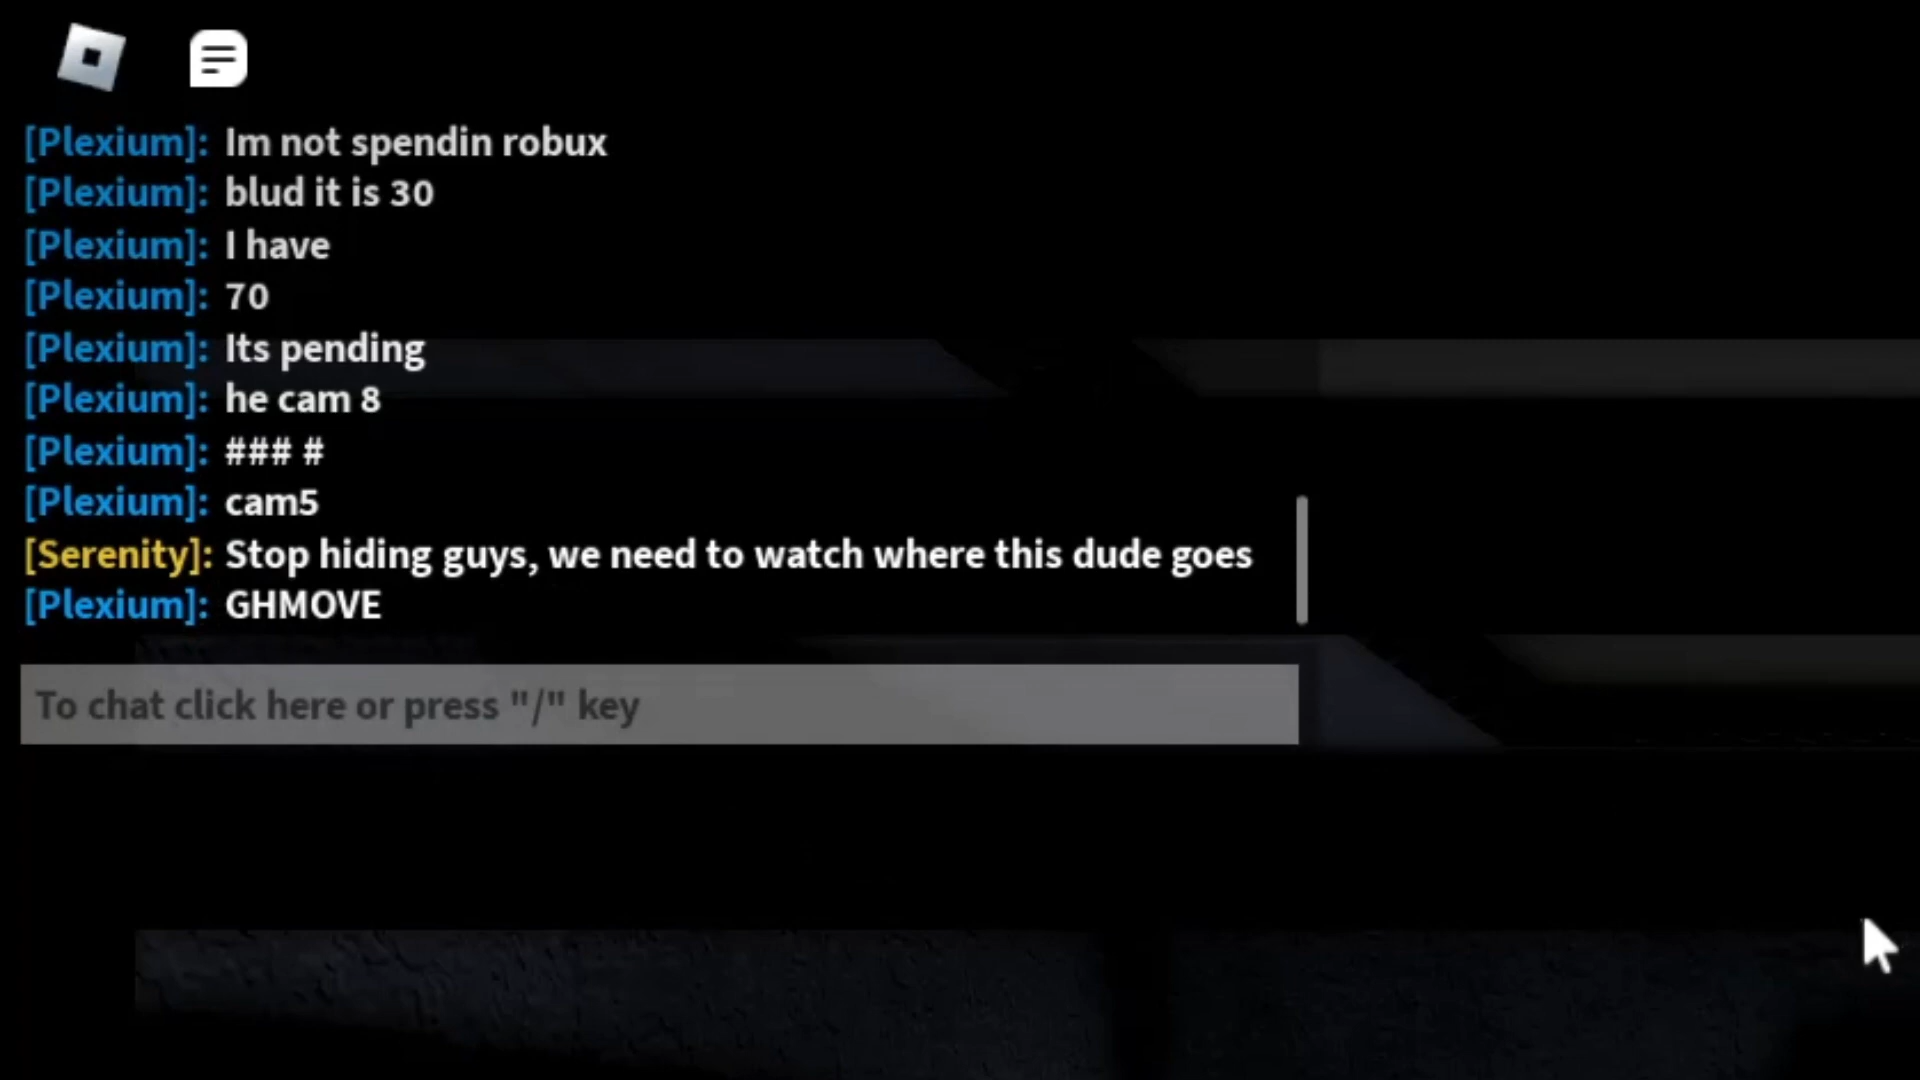 [Plexium]: Im not spendin robux
[Plexium]: blud it is 30
[Plexium]: I have
[Plexium]: 70
[Plexium]: Its pending
[Plexium]: he cam 8
[Plexium]: ### #
[Plexium]: cam5
[Serenity]: Stop hiding guys, we need to watch where this dude goes
[Plexium]: GHMOVE
To chat click here or press "/" key